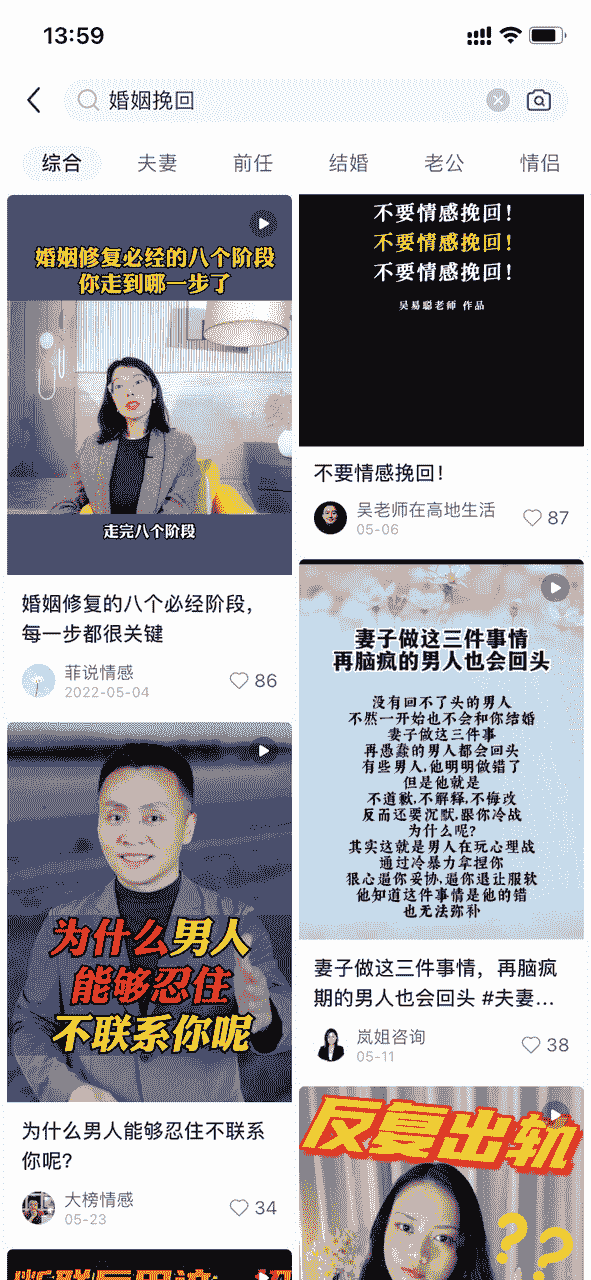 13:59
婚姻挽回
综合 夫妻 前任 结婚 老公 情侣
婚姻修复必经的八个阶段
你走到哪一步了
走完八个阶段
婚姻修复的八个必经阶段，
每一步都很关键
菲说情感
2022-05-04
86
为什么男人
能够忍住
不联系你呢
为什么男人能够忍住不联系
你呢?
大榜情感
05-23
34
不要情感挽回！
不要情感挽回！
不要情感挽回！
吴易聪老师 作品
不要情感挽回！
吴老师在高地生活
05-06
87
妻子做这三件事情
再脑疯的男人也会回头
没有回不了头的男人
不然一开始也不会和你结婚
妻子做这三件事
再愚蠢的男人都会回头
有些男人,他明明做错了
但是他就是
不道歉,不解释,不悔改
反而还要沉默,跟你冷战
为什么呢?
其实这就是男人在玩心理战
通过冷暴力拿捏你
狠心逼你妥协,逼你退让服软
他知道这件事情是他的错
也无法弥补
妻子做这三件事情，再脑疯
期的男人也会回头 #夫妻...
岚姐咨询
05-11
38
反复出轨
??